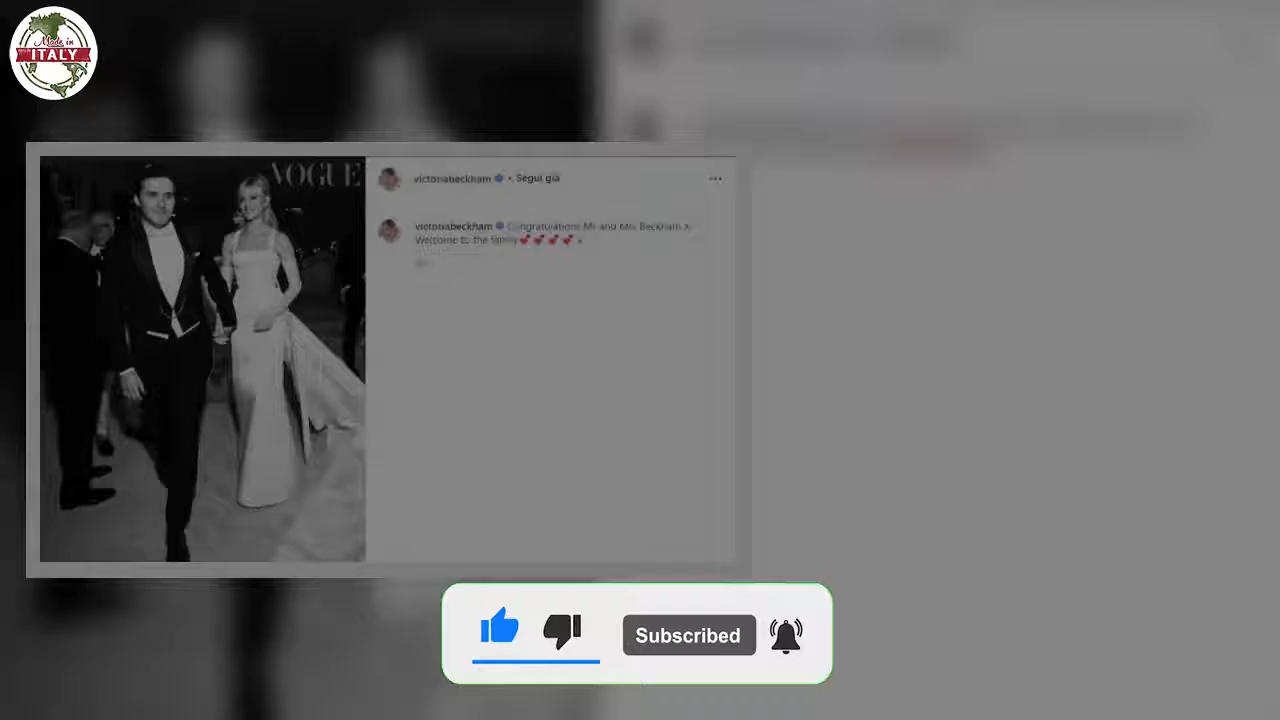 Made in
ITALY
VOGUE
victoriabeckham • Segui già
victoriabeckham Congratulations Mr and Mrs Beckham x
Welcome to the family 💕💕💕💕 x
Subscribed